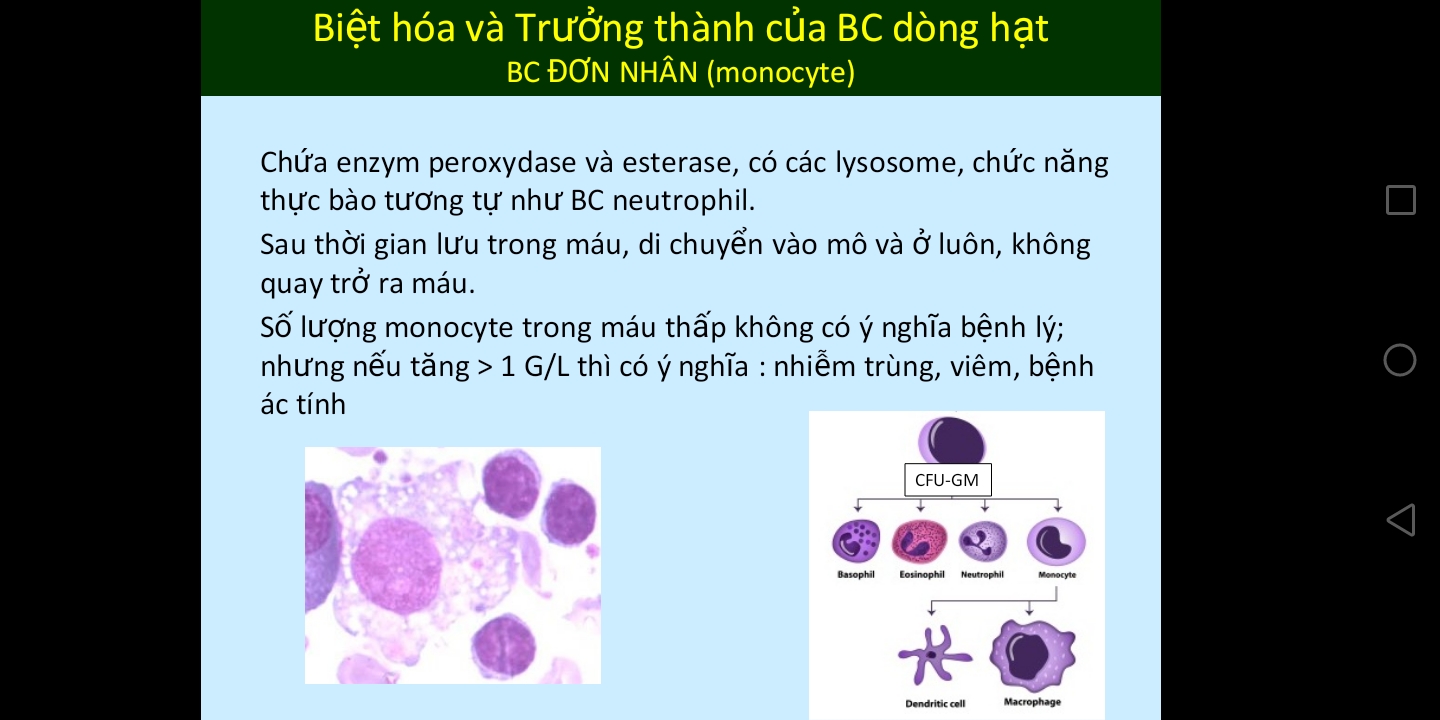 Biệt hóa và Trưởng thành của BC dòng hạt
BC ĐƠN NHÂN (monocyte)
Chứa enzym peroxydase và esterase, có các lysosome, chức năng
thực bào tương tự như BC neutrophil.
Sau thời gian lưu trong máu, di chuyển vào mô và ở luôn, không
quay trở ra máu.
Số lượng monocyte trong máu thấp không có ý nghĩa bệnh lý;
nhưng nếu tăng > 1 G/L thì có ý nghĩa : nhiễm trùng, viêm, bệnh
ác tính
CFU-GM
Basophil Eosinophil Neutrophil Monocyte
Dendritic cell Macrophage